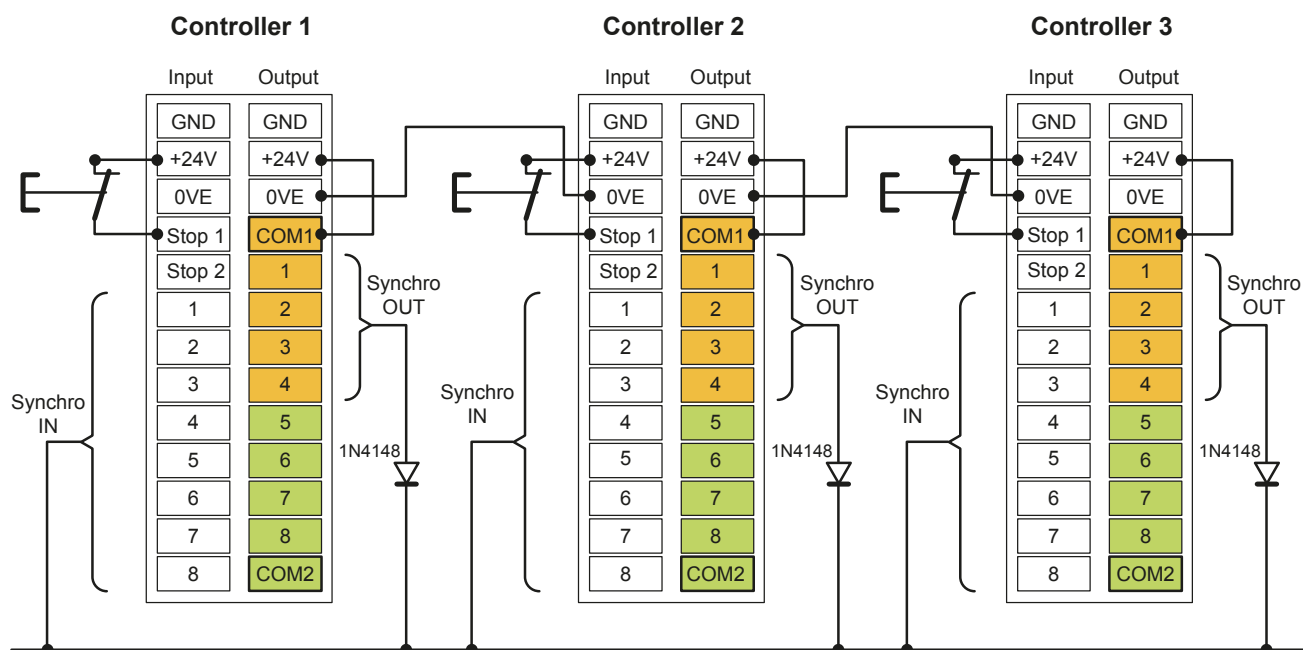 Controller 1 Controller 2 Controller 3
Input Output Input Output Input Output
GND GND GND GND GND GND
+24V +24V +24V +24V +24V +24V
0VE 0VE 0VE 0VE 0VE 0VE
Stop 1 COM1 Stop 1 COM1 Stop 1 COM1
Stop 2 1 Synchro OUT Stop 2 1 Synchro OUT Stop 2 1 Synchro OUT
1 2 1 2 1 2
2 3 2 3 2 3
Synchro IN 3 4 Synchro IN 3 4 Synchro IN 3 4
4 5 4 5 4 5
5 6 1N4148 5 6 1N4148 5 6 1N4148
6 7 6 7 6 7
7 8 7 8 7 8
8 COM2 8 COM2 8 COM2